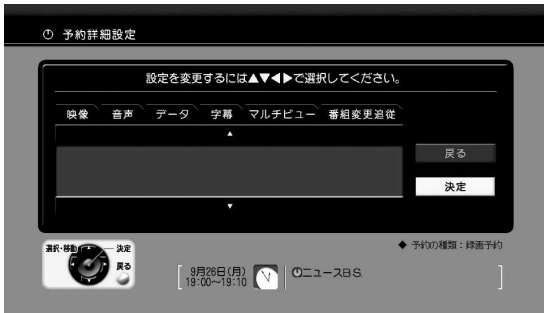 予約詳細設定
設定を変更するには▲▼◀▶で選択してください。
映像 音声 データ 字幕 マルチビュー 番組変更追従
▲
戻る
決定
▼
◆ 予約の種類：録画予約
選択・移動 決定
戻る
9月26日(月)
19:00～19:10
ニュースBS